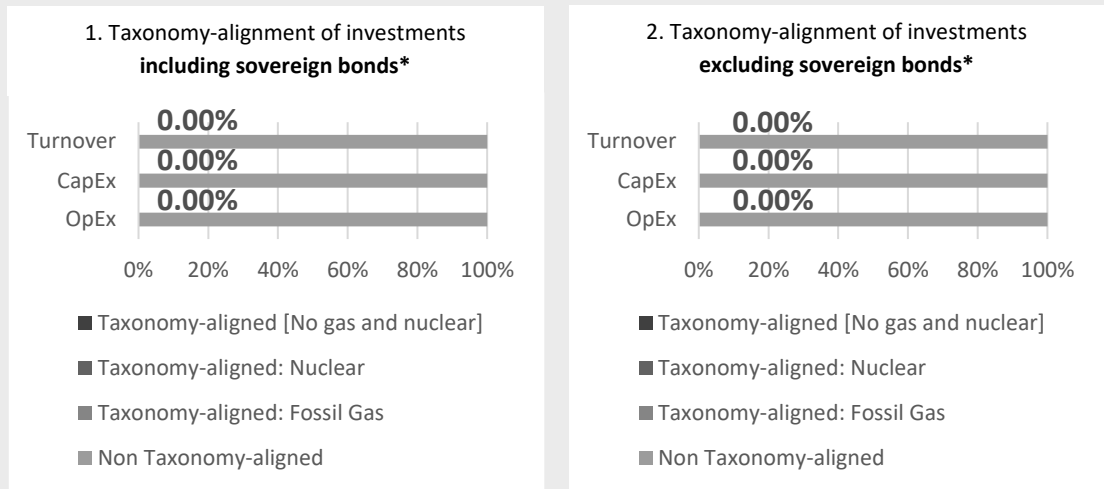 1. Taxonomy-alignment of investments
including sovereign bonds*
0.00%
Turnover
0.00%
CapEx
0.00%
OpEx
0% 20% 40% 60% 80% 100%
Taxonomy-aligned [No gas and nuclear]
Taxonomy-aligned: Nuclear
Taxonomy-aligned: Fossil Gas
Non Taxonomy-aligned
2. Taxonomy-alignment of investments
excluding sovereign bonds*
0.00%
Turnover
0.00%
CapEx
0.00%
OpEx
0% 20% 40% 60% 80% 100%
Taxonomy-aligned [No gas and nuclear]
Taxonomy-aligned: Nuclear
Taxonomy-aligned: Fossil Gas
Non Taxonomy-aligned